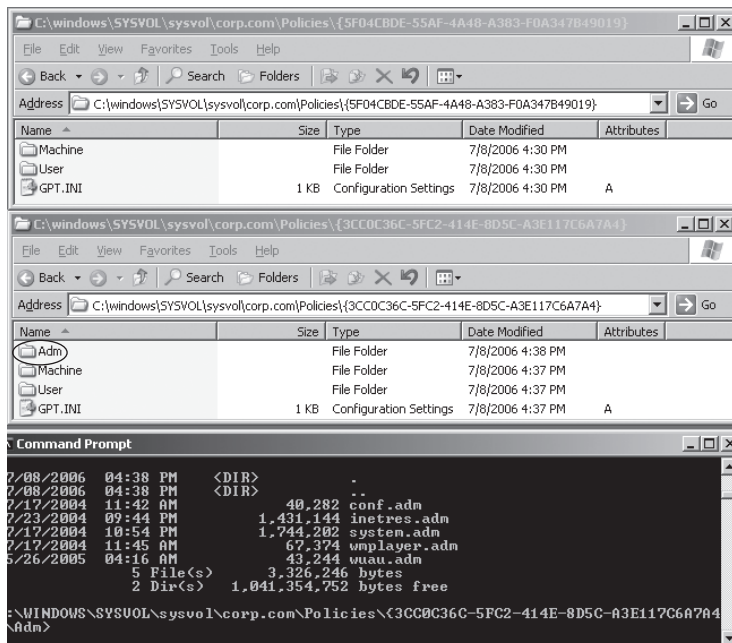 C:\windows\SYSVOL\sysvol\corp.com\Policies\{5F04CBDE-55AF-4A48-A383-F0A347B49019}
File Edit View Favorites Tools Help
Back Search Folders
Address C:\windows\SYSVOL\sysvol\corp.com\Policies\{5F04CBDE-55AF-4A48-A383-F0A347B49019} Go
Name Size Type Date Modified Attributes
Machine File Folder 7/8/2006 4:30 PM
User File Folder 7/8/2006 4:30 PM
GPT.INI 1 KB Configuration Settings 7/8/2006 4:30 PM A
C:\windows\SYSVOL\sysvol\corp.com\Policies\{3CC0C36C-5FC2-414E-8D5C-A3E117C6A7A4}
File Edit View Favorites Tools Help
Back Search Folders
Address C:\windows\SYSVOL\sysvol\corp.com\Policies\{3CC0C36C-5FC2-414E-8D5C-A3E117C6A7A4} Go
Name Size Type Date Modified Attributes
Adm File Folder 7/8/2006 4:38 PM
Machine File Folder 7/8/2006 4:37 PM
User File Folder 7/8/2006 4:37 PM
GPT.INI 1 KB Configuration Settings 7/8/2006 4:37 PM A
Command Prompt
7/08/2006 04:38 PM <DIR> .
7/08/2006 04:38 PM <DIR> ..
7/17/2004 11:42 AM 40,282 conf.adm
7/23/2004 09:44 PM 1,431,144 inetres.adm
7/17/2004 10:54 PM 1,744,202 system.adm
7/17/2004 11:45 AM 67,374 wmplayer.adm
5/26/2005 04:16 AM 43,244 wuau.adm
5 File(s) 3,326,246 bytes
2 Dir(s) 1,041,354,752 bytes free
:\WINDOWS\SYSVOL\sysvol\corp.com\Policies\{3CC0C36C-5FC2-414E-8D5C-A3E117C6A7A4
\Adm>